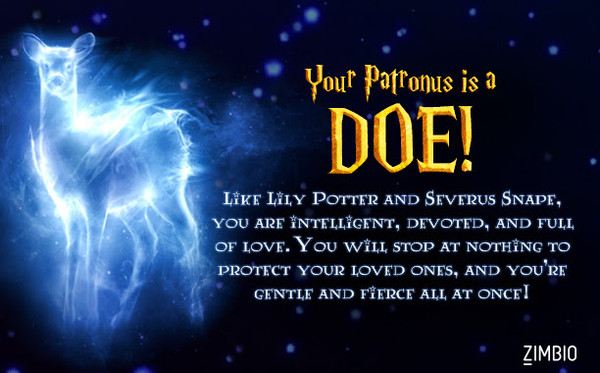 Your Patronus is a
DOE!
Like Lily Potter and Severus Snape,
you are intelligent, devoted, and full
of love. You will stop at nothing to
protect your loved ones, and you're
gentle and fierce all at once!
ZIMBIO